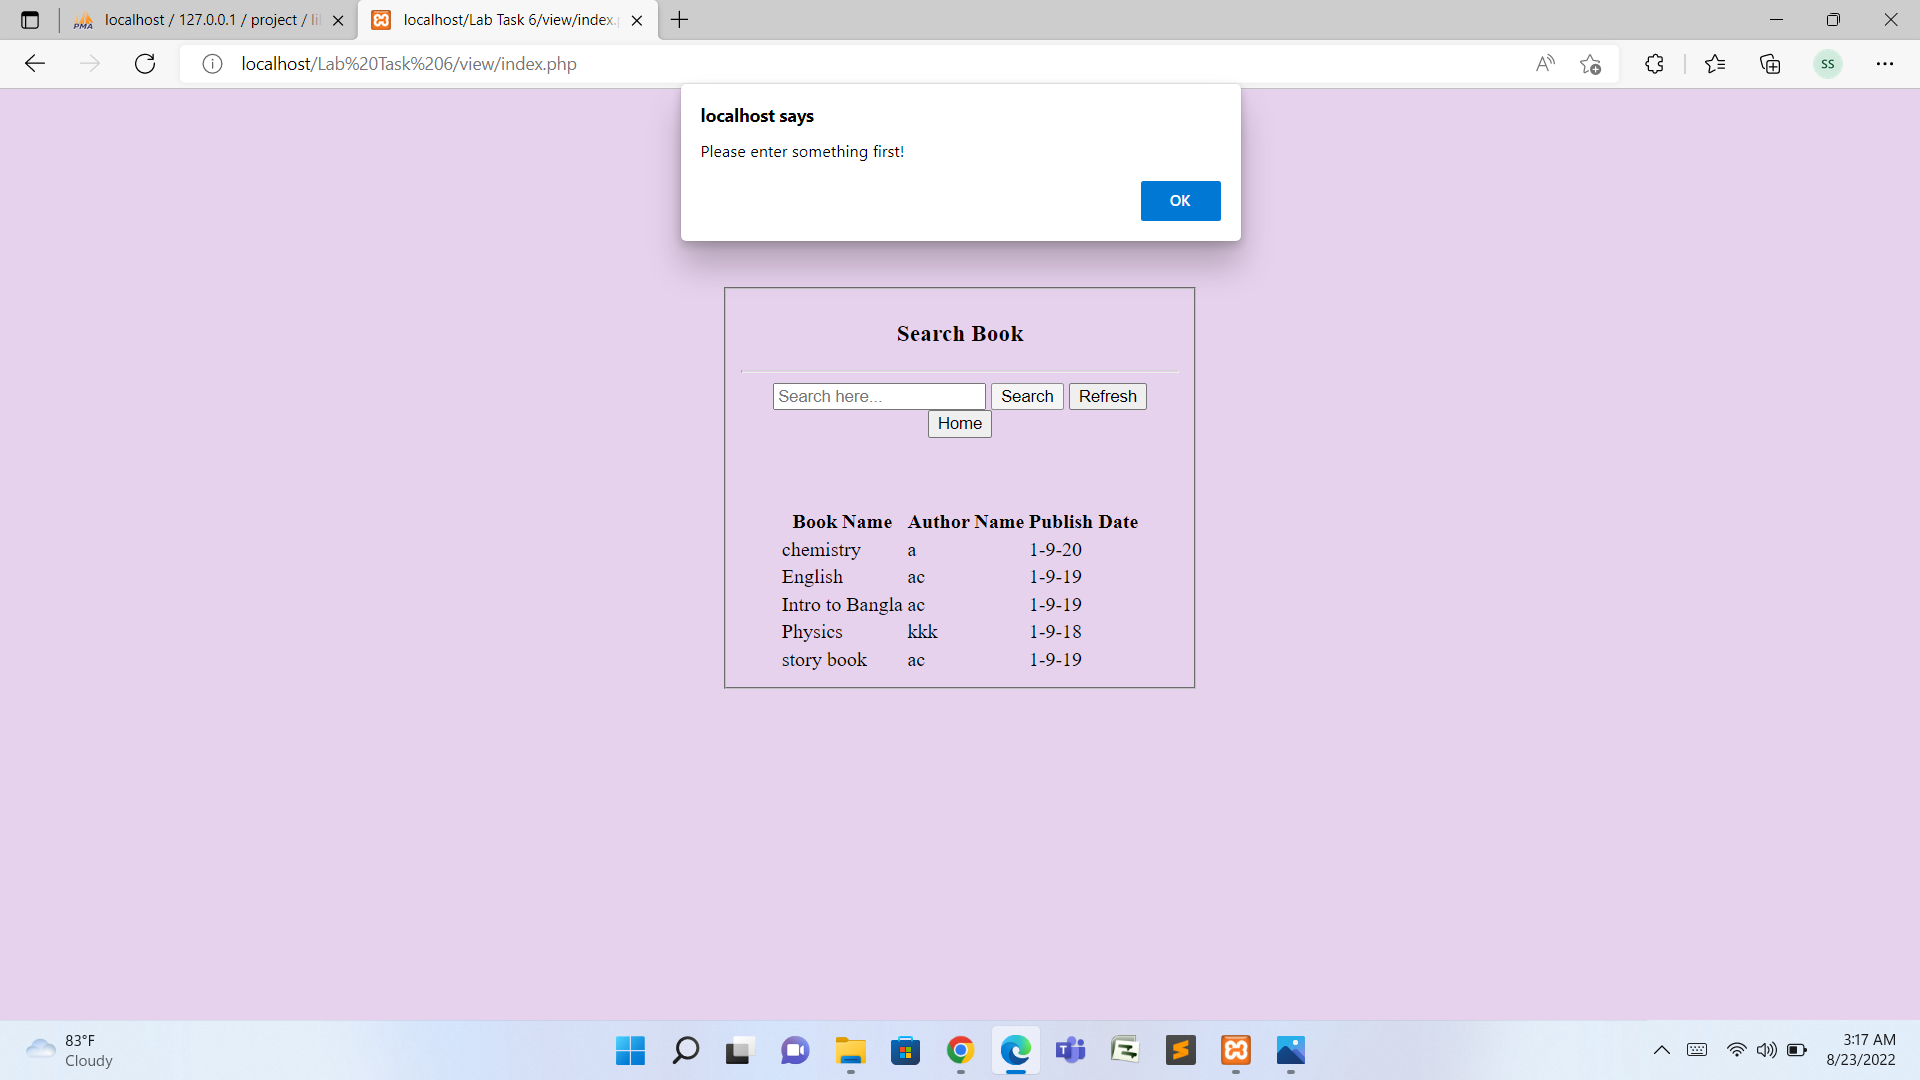 PMA
localhost / 127.0.0.1 / project / li
localhost/Lab Task 6/view/index.p
localhost/Lab%20Task%206/view/index.php
SS
localhost says
Please enter something first!
OK
Search Book
Search here... Search Refresh
Home
Book Name Author Name Publish Date
chemistry a 1-9-20
English ac 1-9-19
Intro to Bangla ac 1-9-19
Physics kkk 1-9-18
story book ac 1-9-19
83°F
Cloudy
3:17 AM
8/23/2022